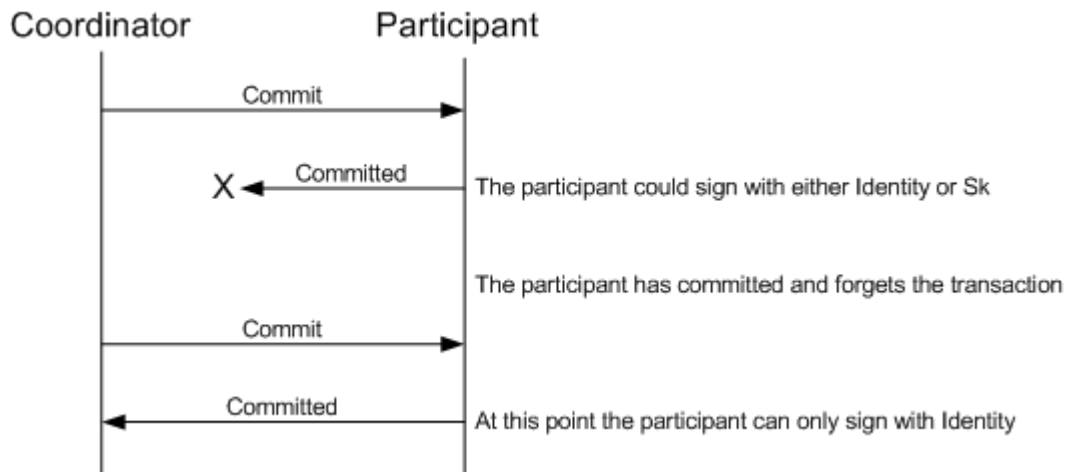 Coordinator
Participant
Commit
X
Committed
The participant could sign with either Identity or Sk
The participant has committed and forgets the transaction
Commit
Committed
At this point the participant can only sign with Identity